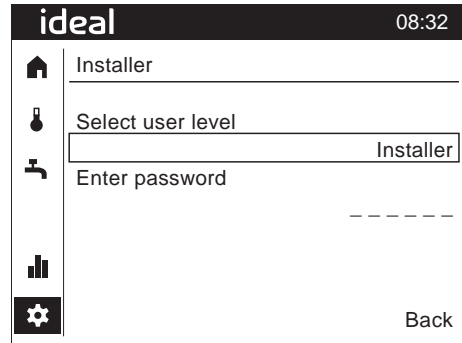 ideal 08:32
Installer
Select user level
Installer
Enter password
_ _ _ _ _ _
Back